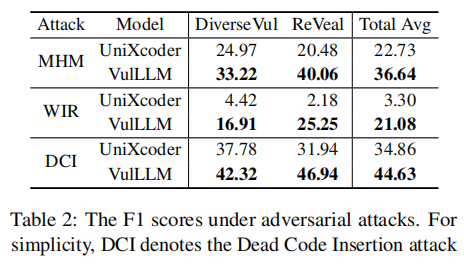 Attack Model DiverseVul ReVeal Total Avg
MHM UniXcoder 24.97 20.48 22.73
VulLLM 33.22 40.06 36.64
WIR UniXcoder 4.42 2.18 3.30
VulLLM 16.91 25.25 21.08
DCI UniXcoder 37.78 31.94 34.86
VulLLM 42.32 46.94 44.63
Table 2: The F1 scores under adversarial attacks. For
simplicity, DCI denotes the Dead Code Insertion attack